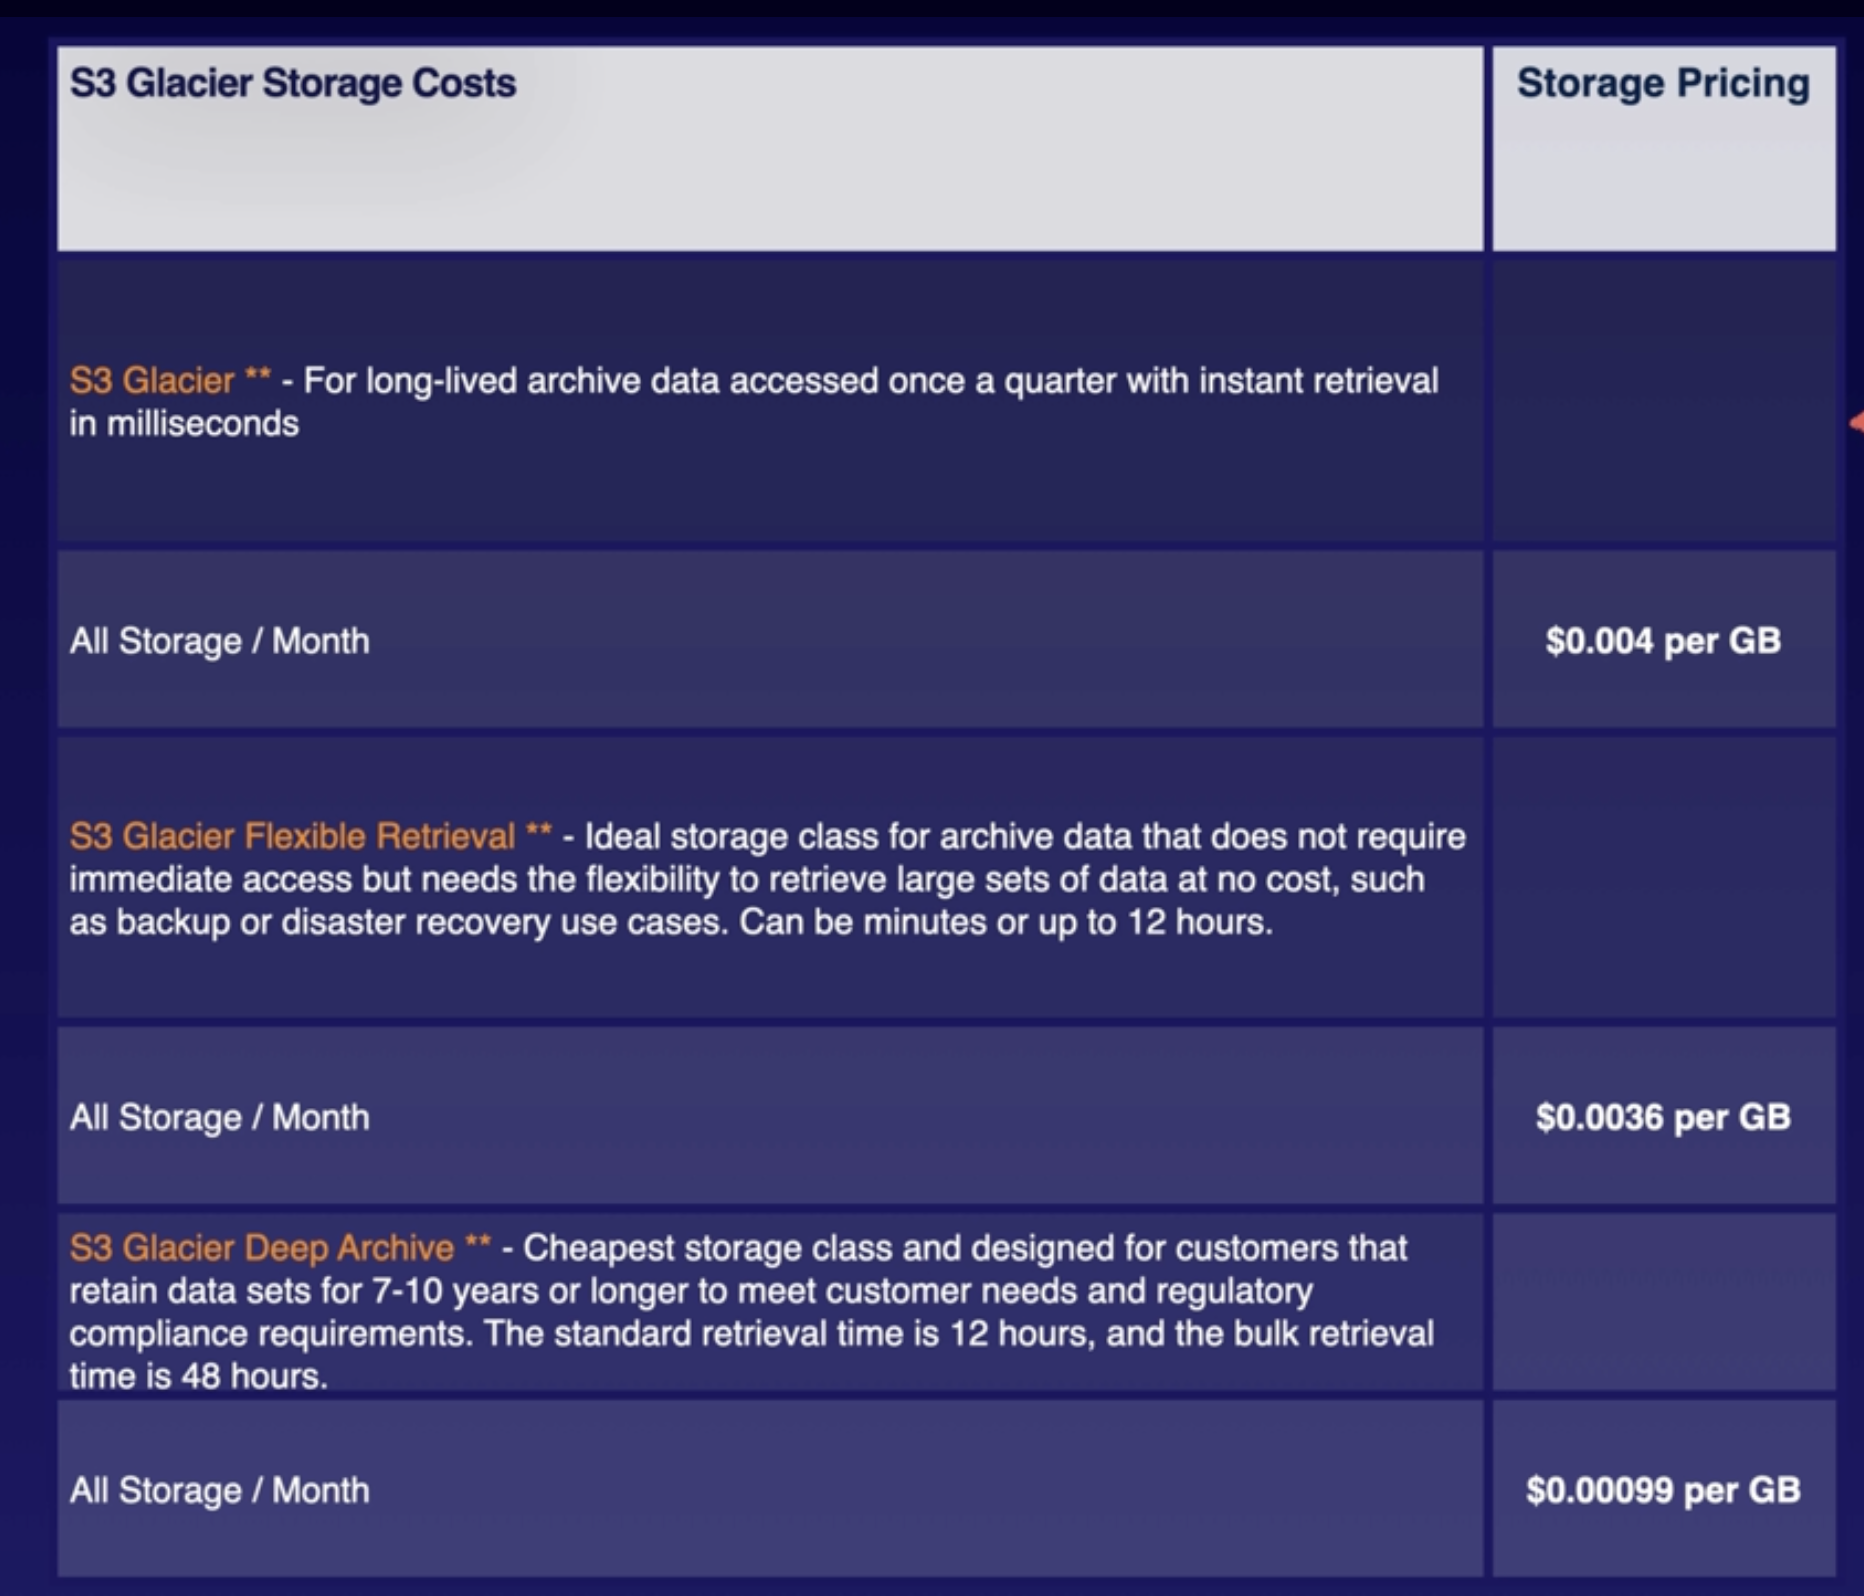 S3 Glacier Storage Costs
Storage Pricing
S3 Glacier ** - For long-lived archive data accessed once a quarter with instant retrieval
in milliseconds
All Storage / Month
$0.004 per GB
S3 Glacier Flexible Retrieval ** - Ideal storage class for archive data that does not require
immediate access but needs the flexibility to retrieve large sets of data at no cost, such
as backup or disaster recovery use cases. Can be minutes or up to 12 hours.
All Storage / Month
$0.0036 per GB
S3 Glacier Deep Archive ** - Cheapest storage class and designed for customers that
retain data sets for 7-10 years or longer to meet customer needs and regulatory
compliance requirements. The standard retrieval time is 12 hours, and the bulk retrieval
time is 48 hours.
All Storage / Month
$0.00099 per GB